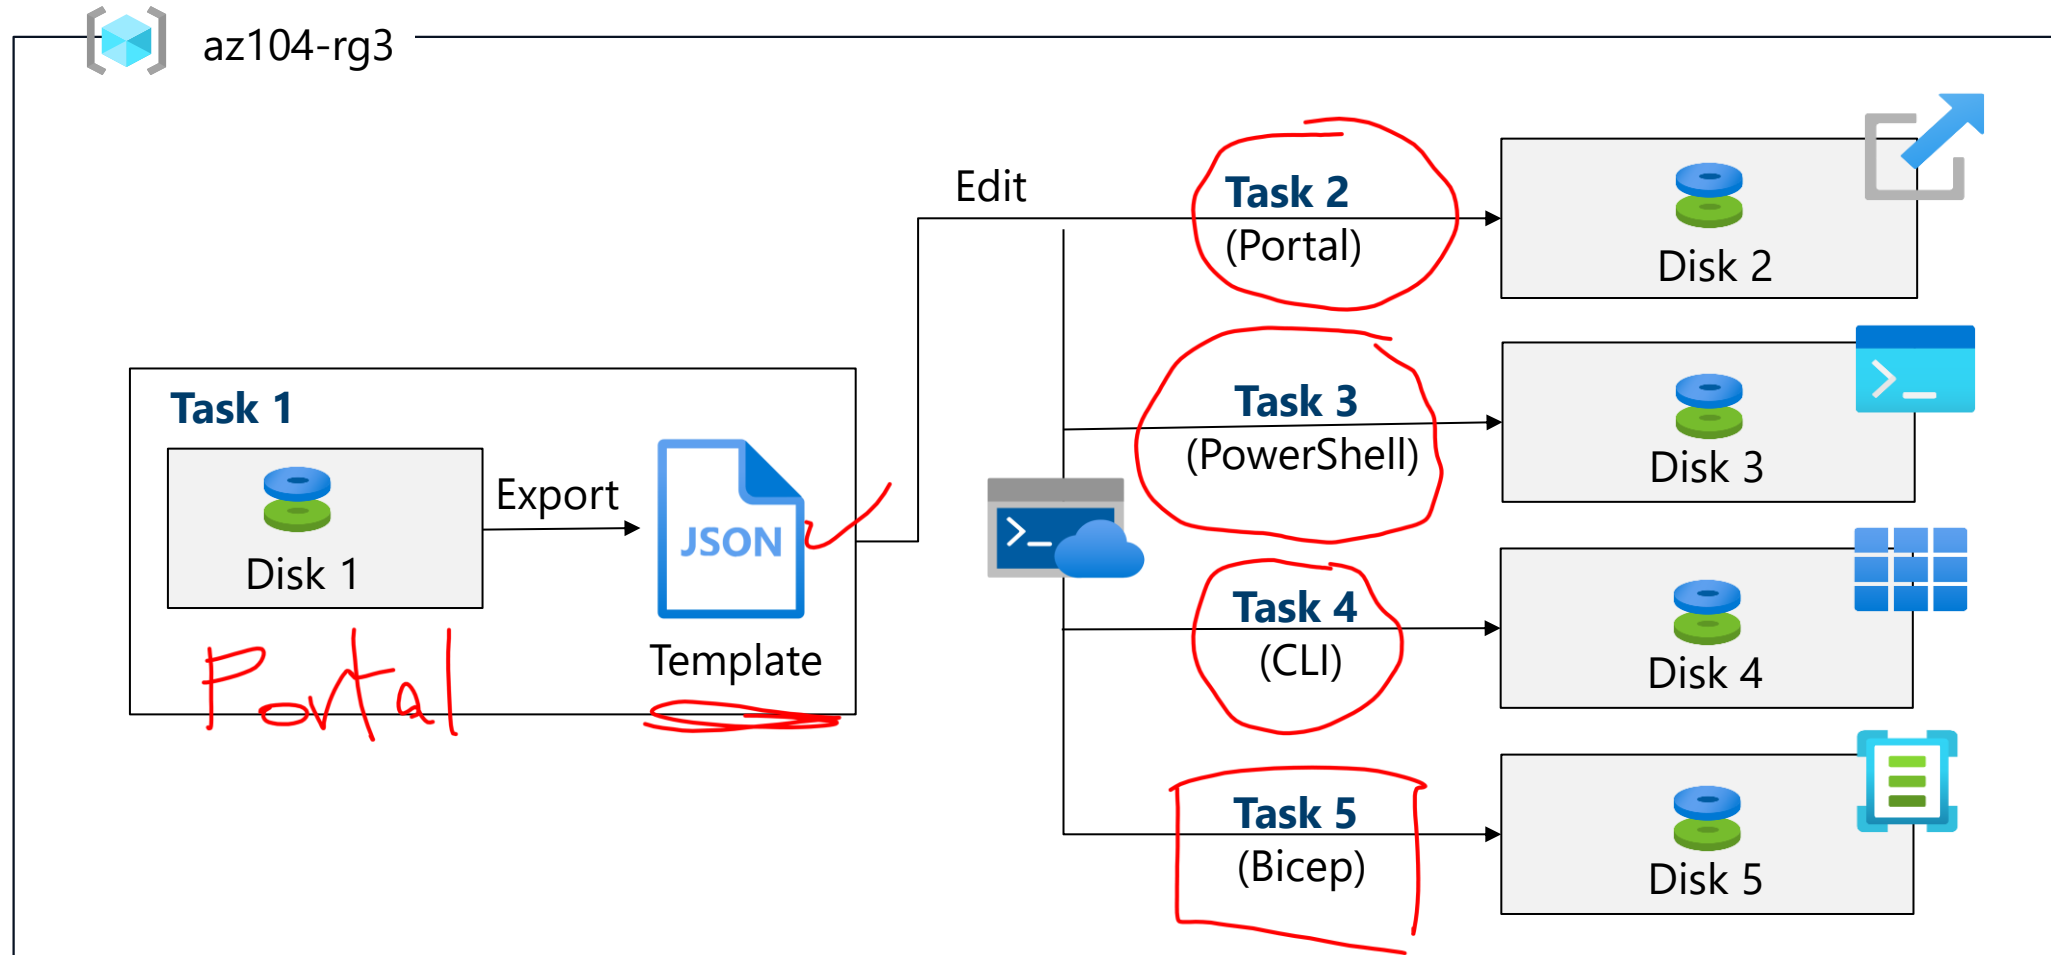 az104-rg3
Task 1
Disk 1
Export
JSON
Template
Portal
Edit
Task 2
(Portal)
Disk 2
Task 3
(PowerShell)
Disk 3
Task 4
(CLI)
Disk 4
Task 5
(Bicep)
Disk 5